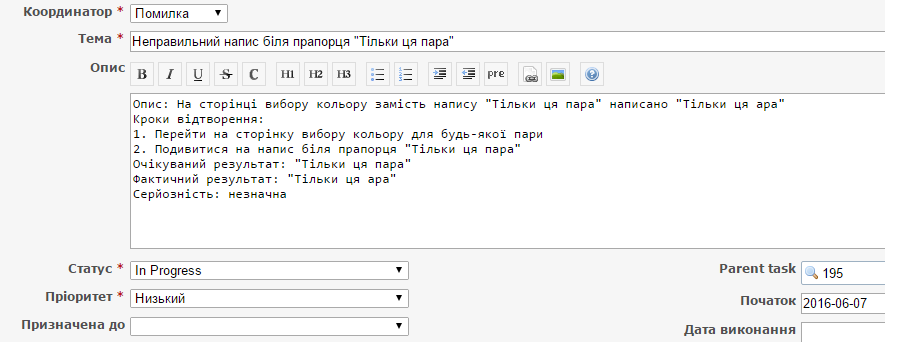 Координатор * Помилка
Тема * Неправильний напис біля прапорця "Тільки ця пара"
Опис B I U S C H1 H2 H3 pre
Опис: На сторінці вибору кольору замість напису "Тільки ця пара" написано "Тільки ця ара"
Кроки відтворення:
1. Перейти на сторінку вибору кольору для будь-якої пари
2. Подивитися на напис біля прапорця "Тільки ця пара"
Очікуваний результат: "Тільки ця пара"
Фактичний результат: "Тільки ця ара"
Серйозність: незначна
Статус * In Progress Parent task 195
Пріоритет * Низький Початок 2016-06-07
Призначена до Дата виконання